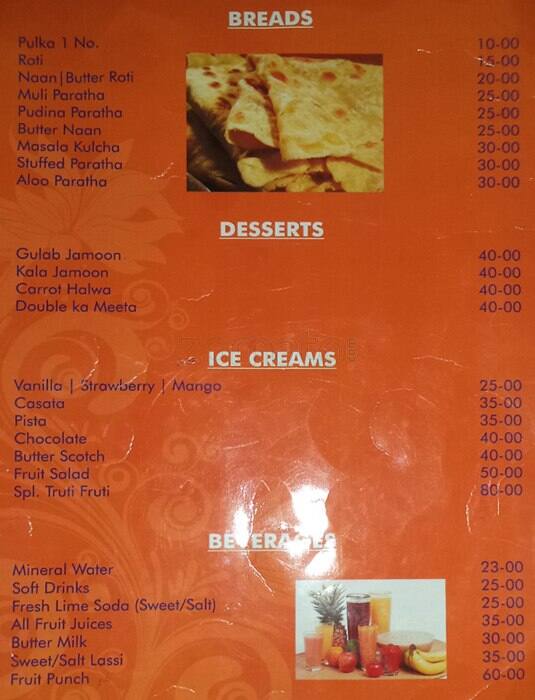 BREADS
Pulka 1 No. 10-00
Roti 15-00
Naan|Butter Roti 20-00
Muli Paratha 25-00
Pudina Paratha 25-00
Butter Naan 25-00
Masala Kulcha 30-00
Stuffed Paratha 30-00
Aloo Paratha 30-00
DESSERTS
Gulab Jamoon 40-00
Kala Jamoon 40-00
Carrot Halwa 40-00
Double ka Meeta 40-00
ICE CREAMS
Vanilla | Strawberry | Mango 25-00
Casata 35-00
Pista 35-00
Chocolate 40-00
Butter Scotch 40-00
Fruit Salad 50-00
Spl. Truti Fruti 80-00
BEVERAGES
Mineral Water 23-00
Soft Drinks 25-00
Fresh Lime Soda (Sweet/Salt) 25-00
All Fruit Juices 35-00
Butter Milk 30-00
Sweet/Salt Lassi 35-00
Fruit Punch 60-00